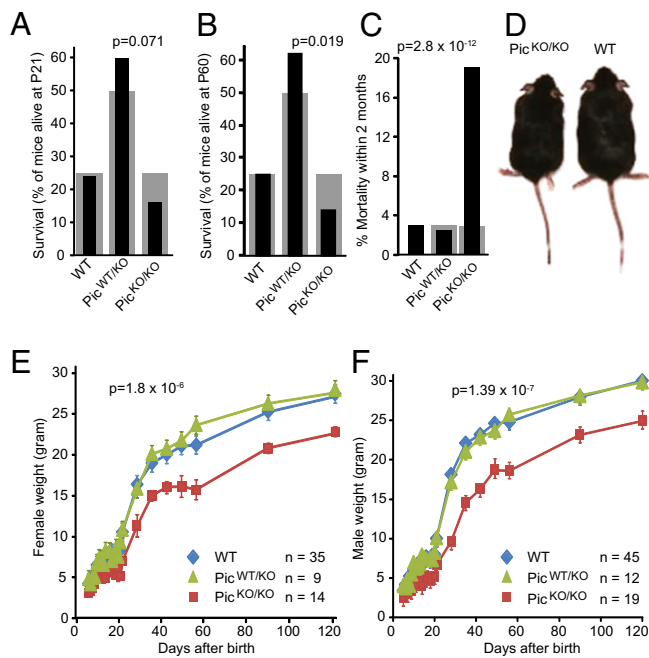 A
p=0.071
Survival (% of mice alive at P21)
60
50
40
30
20
10
0
WT
Pic WT/KO
Pic KO/KO
B
p=0.019
Survival (% of mice alive at P60)
60
50
40
30
20
10
0
WT
Pic WT/KO
Pic KO/KO
C
p=2.8 x 10-12
% Mortality within 2 months
20
16
12
8
4
0
WT
Pic WT/KO
Pic KO/KO
D
Pic KO/KO WT
E
p=1.8 x 10-6
Female weight (gram)
30
25
20
15
10
5
0
WT n = 35
Pic WT/KO n = 9
Pic KO/KO n = 14
0 20 40 60 80 100 120
Days after birth
F
p=1.39 x 10-7
Male weight (gram)
30
25
20
15
10
5
0
WT n = 45
Pic WT/KO n = 12
Pic KO/KO n = 19
0 20 40 60 80 100 120
Days after birth